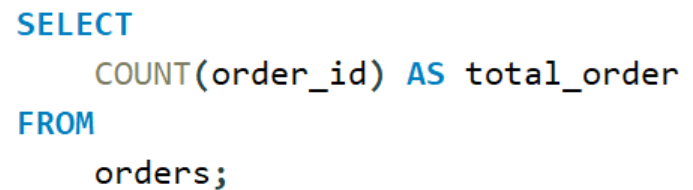 SELECT
COUNT(order_id) AS total_order
FROM
orders;